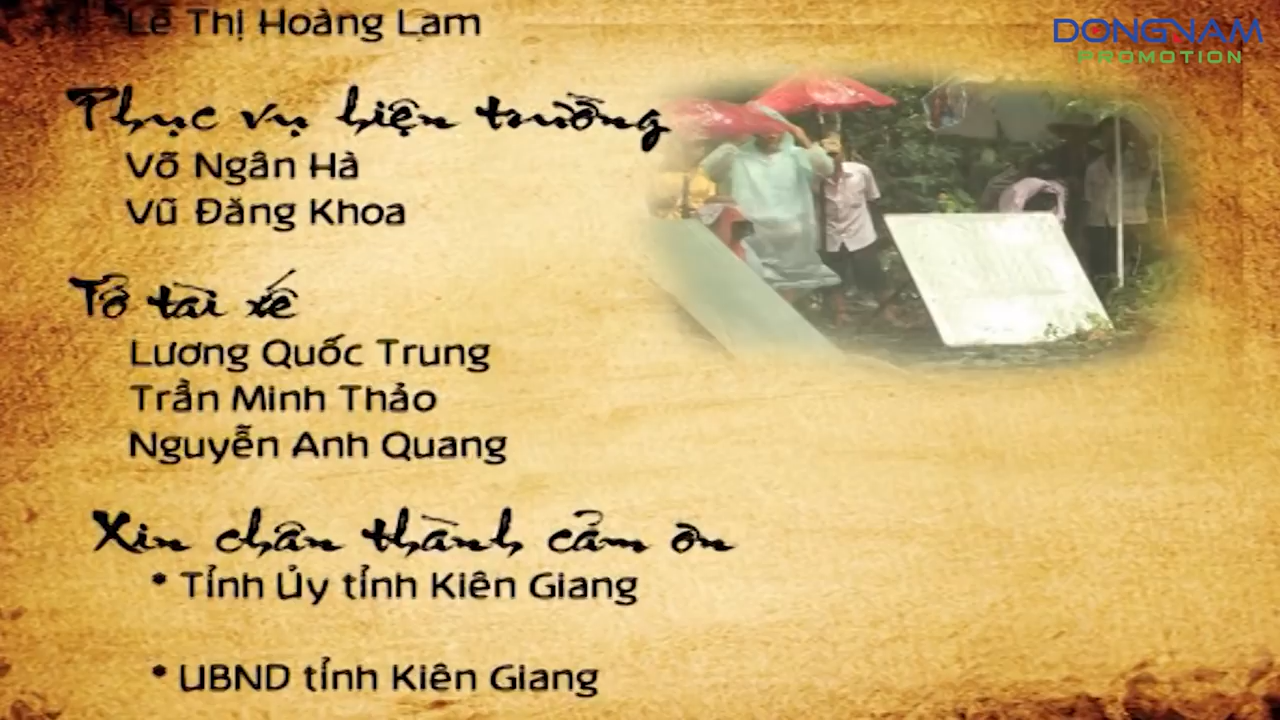 Lê Thị Hoàng Lam
DONGNAM
PROMOTION
Phục vụ hiện trường
Võ Ngân Hà
Vũ Đăng Khoa
Tổ tài xế
Lương Quốc Trung
Trần Minh Thảo
Nguyễn Anh Quang
Xin chân thành cảm ơn
* Tỉnh Ủy tỉnh Kiên Giang
* UBND tỉnh Kiên Giang